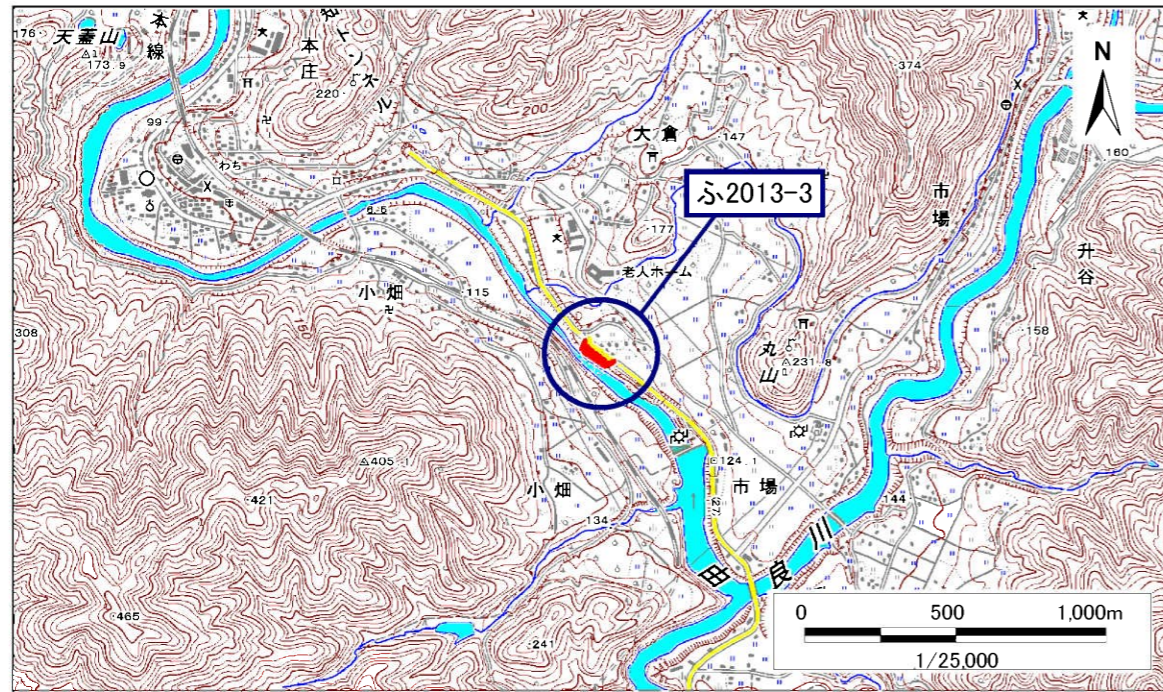 176
天蓋山
173.9
本線
本庄
トンネル
220
99
わち
小畑
115
308
大倉
147
177
200
374
ふ2013-3
老人ホーム
N
160
市場
升谷
158
丸山
231.8
405
421
465
小畑
134
241
124.1
市場
144
由良川
0 500 1,000m
1/25,000